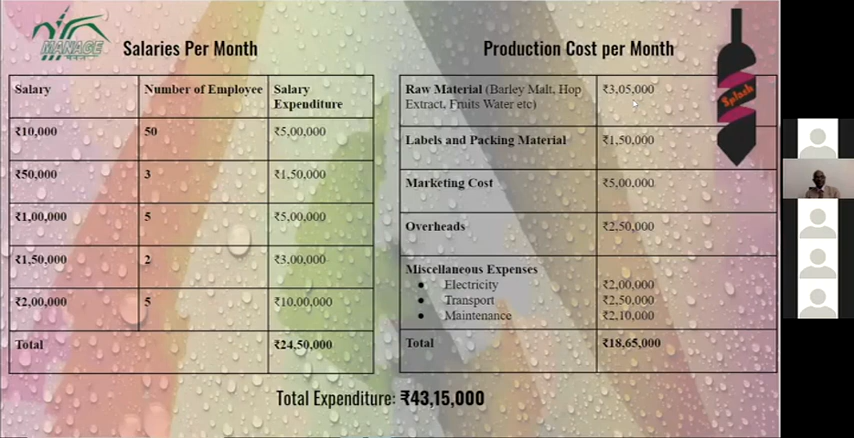 MANAGE
Salaries Per Month
Salary Number of Employee Salary Expenditure
₹10,000 50 ₹5,00,000
₹50,000 3 ₹1,50,000
₹1,00,000 5 ₹5,00,000
₹1,50,000 2 ₹3,00,000
₹2,00,000 5 ₹10,00,000
Total ₹24,50,000
Production Cost per Month
Raw Material (Barley Malt, Hop ₹3,05,000
Extract, Fruits Water etc)
Labels and Packing Material ₹1,50,000
Marketing Cost ₹5,00,000
Overheads ₹2,50,000
Miscellaneous Expenses
● Electricity ₹2,00,000
● Transport ₹2,50,000
● Maintenance ₹2,10,000
Total ₹18,65,000
Splash
Total Expenditure: ₹43,15,000